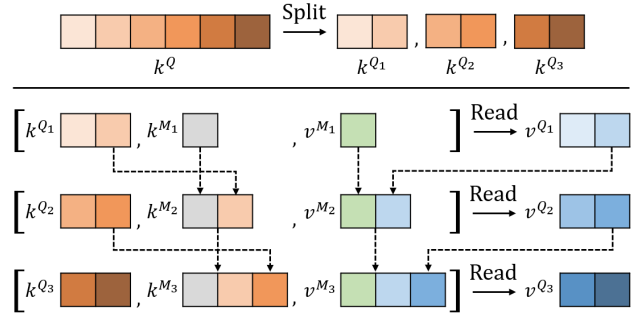 Split
k^Q k^{Q_1} , k^{Q_2} , k^{Q_3}
[ k^{Q_1} , k^{M_1} , v^{M_1} ] Read v^{Q_1}
[ k^{Q_2} , k^{M_2} , v^{M_2} ] Read v^{Q_2}
[ k^{Q_3} , k^{M_3} , v^{M_3} ] Read v^{Q_3}